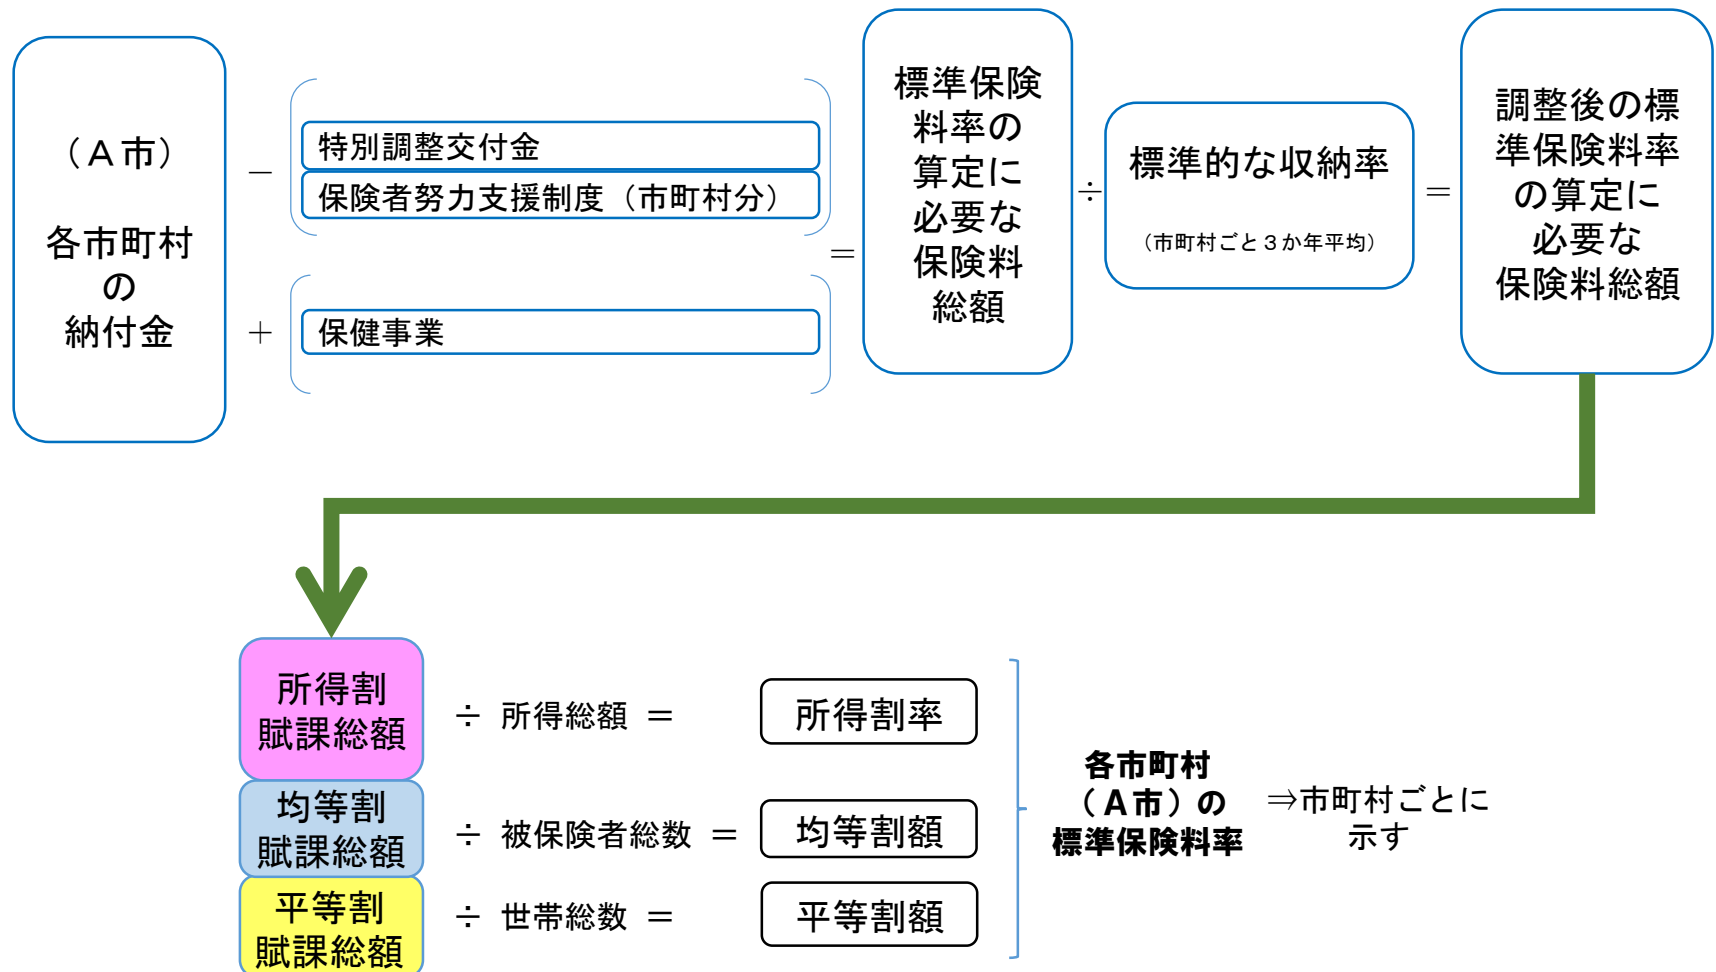 （Ａ市）
各市町村
の
納付金
－
特別調整交付金
保険者努力支援制度（市町村分）
＋
保健事業
＝
標準保険
料率の
算定に
必要な
保険料
総額
÷
標準的な収納率
（市町村ごと３か年平均）
＝
調整後の標
準保険料率
の算定に
必要な
保険料総額
所得割
賦課総額
÷ 所得総額 ＝
所得割率
均等割
賦課総額
÷ 被保険者総数 ＝
均等割額
平等割
賦課総額
÷ 世帯総数 ＝
平等割額
各市町村
（Ａ市）の
標準保険料率
⇒市町村ごとに
示す